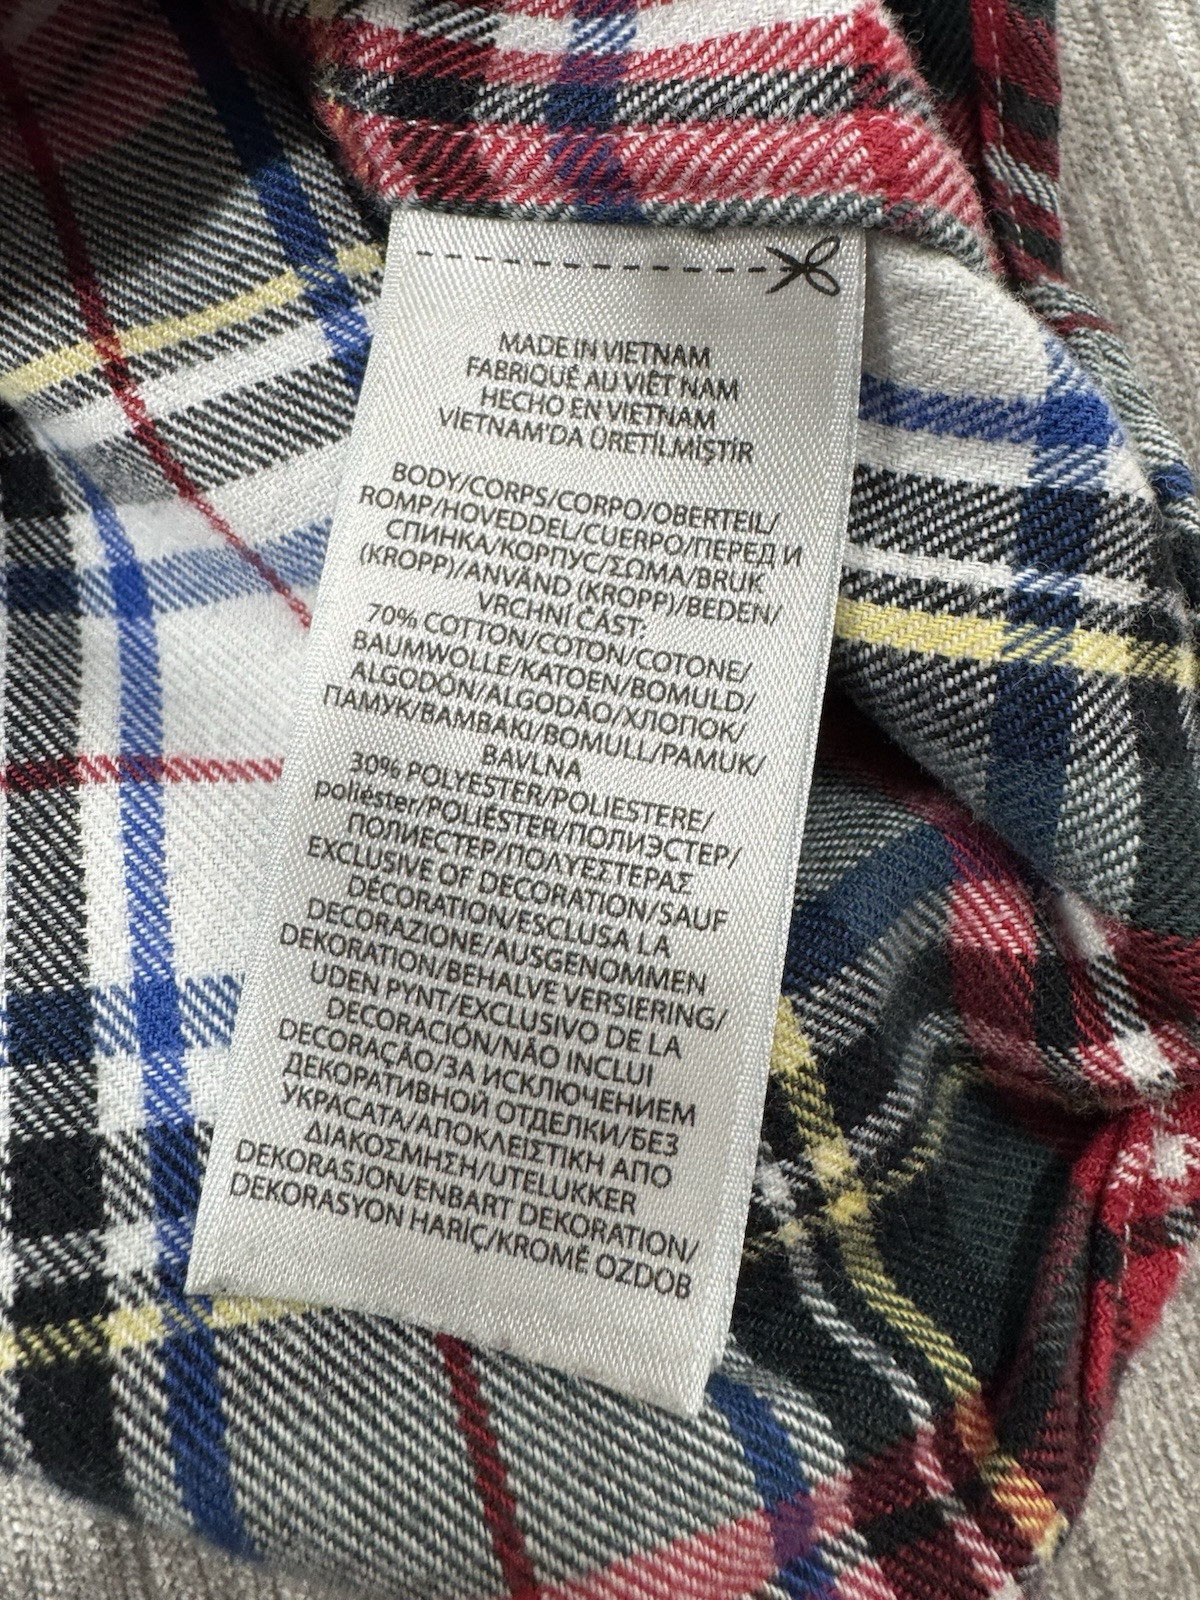 MADE IN VIETNAM
FABRIQUÉ AU VIÊT NAM
HECHO EN VIETNAM
VİETNAM'DA ÜRETİLMİŞTİR
BODY/CORPS/CORPO/OBERTEIL/
ROMP/HOVEDDEL/CUERPO/ПЕРЕД И
СПИНКА/КОРПУС/ΣΩΜΑ/BRUK
(KROPP)/ANVÄND (KROPP)/BEDEN/
VRCHNÍ ČÁST:
70% COTTON/COTON/COTONE/
BAUMWOLLE/KATOEN/BOMULD/
ALGODÓN/ALGODÃO/ХЛОПОК/
ПАМУК/ΒΑΜΒΑΚΙ/BOMULL/PAMUK/
BAVLNA
30% POLYESTER/POLIESTERE/
poliéster/POLIÉSTER/ПОЛИЭСТЕР/
ПОЛИЕСТЕР/ΠΟΛΥΕΣΤΕΡΑΣ
EXCLUSIVE OF DECORATION/SAUF
DÉCORATION/ESCLUSA LA
DECORAZIONE/AUSGENOMMEN
DEKORATION/BEHALVE VERSIERING/
UDEN PYNT/EXCLUSIVO DE LA
DECORACIÓN/NÃO INCLUI
DECORAÇÃO/ЗА ИСКЛЮЧЕНИЕМ
ДЕКОРАТИВНОЙ ОТДЕЛКИ/БЕЗ
УКРАСАТА/ΑΠΟΚΛΕΙΣΤΙΚΗ ΑΠΟ
ΔΙΑΚΟΣΜΗΣΗ/UTELUKKER
DEKORASJON/ENBART DEKORATION/
DEKORASYON HARİÇ/KROMĚ OZDOB